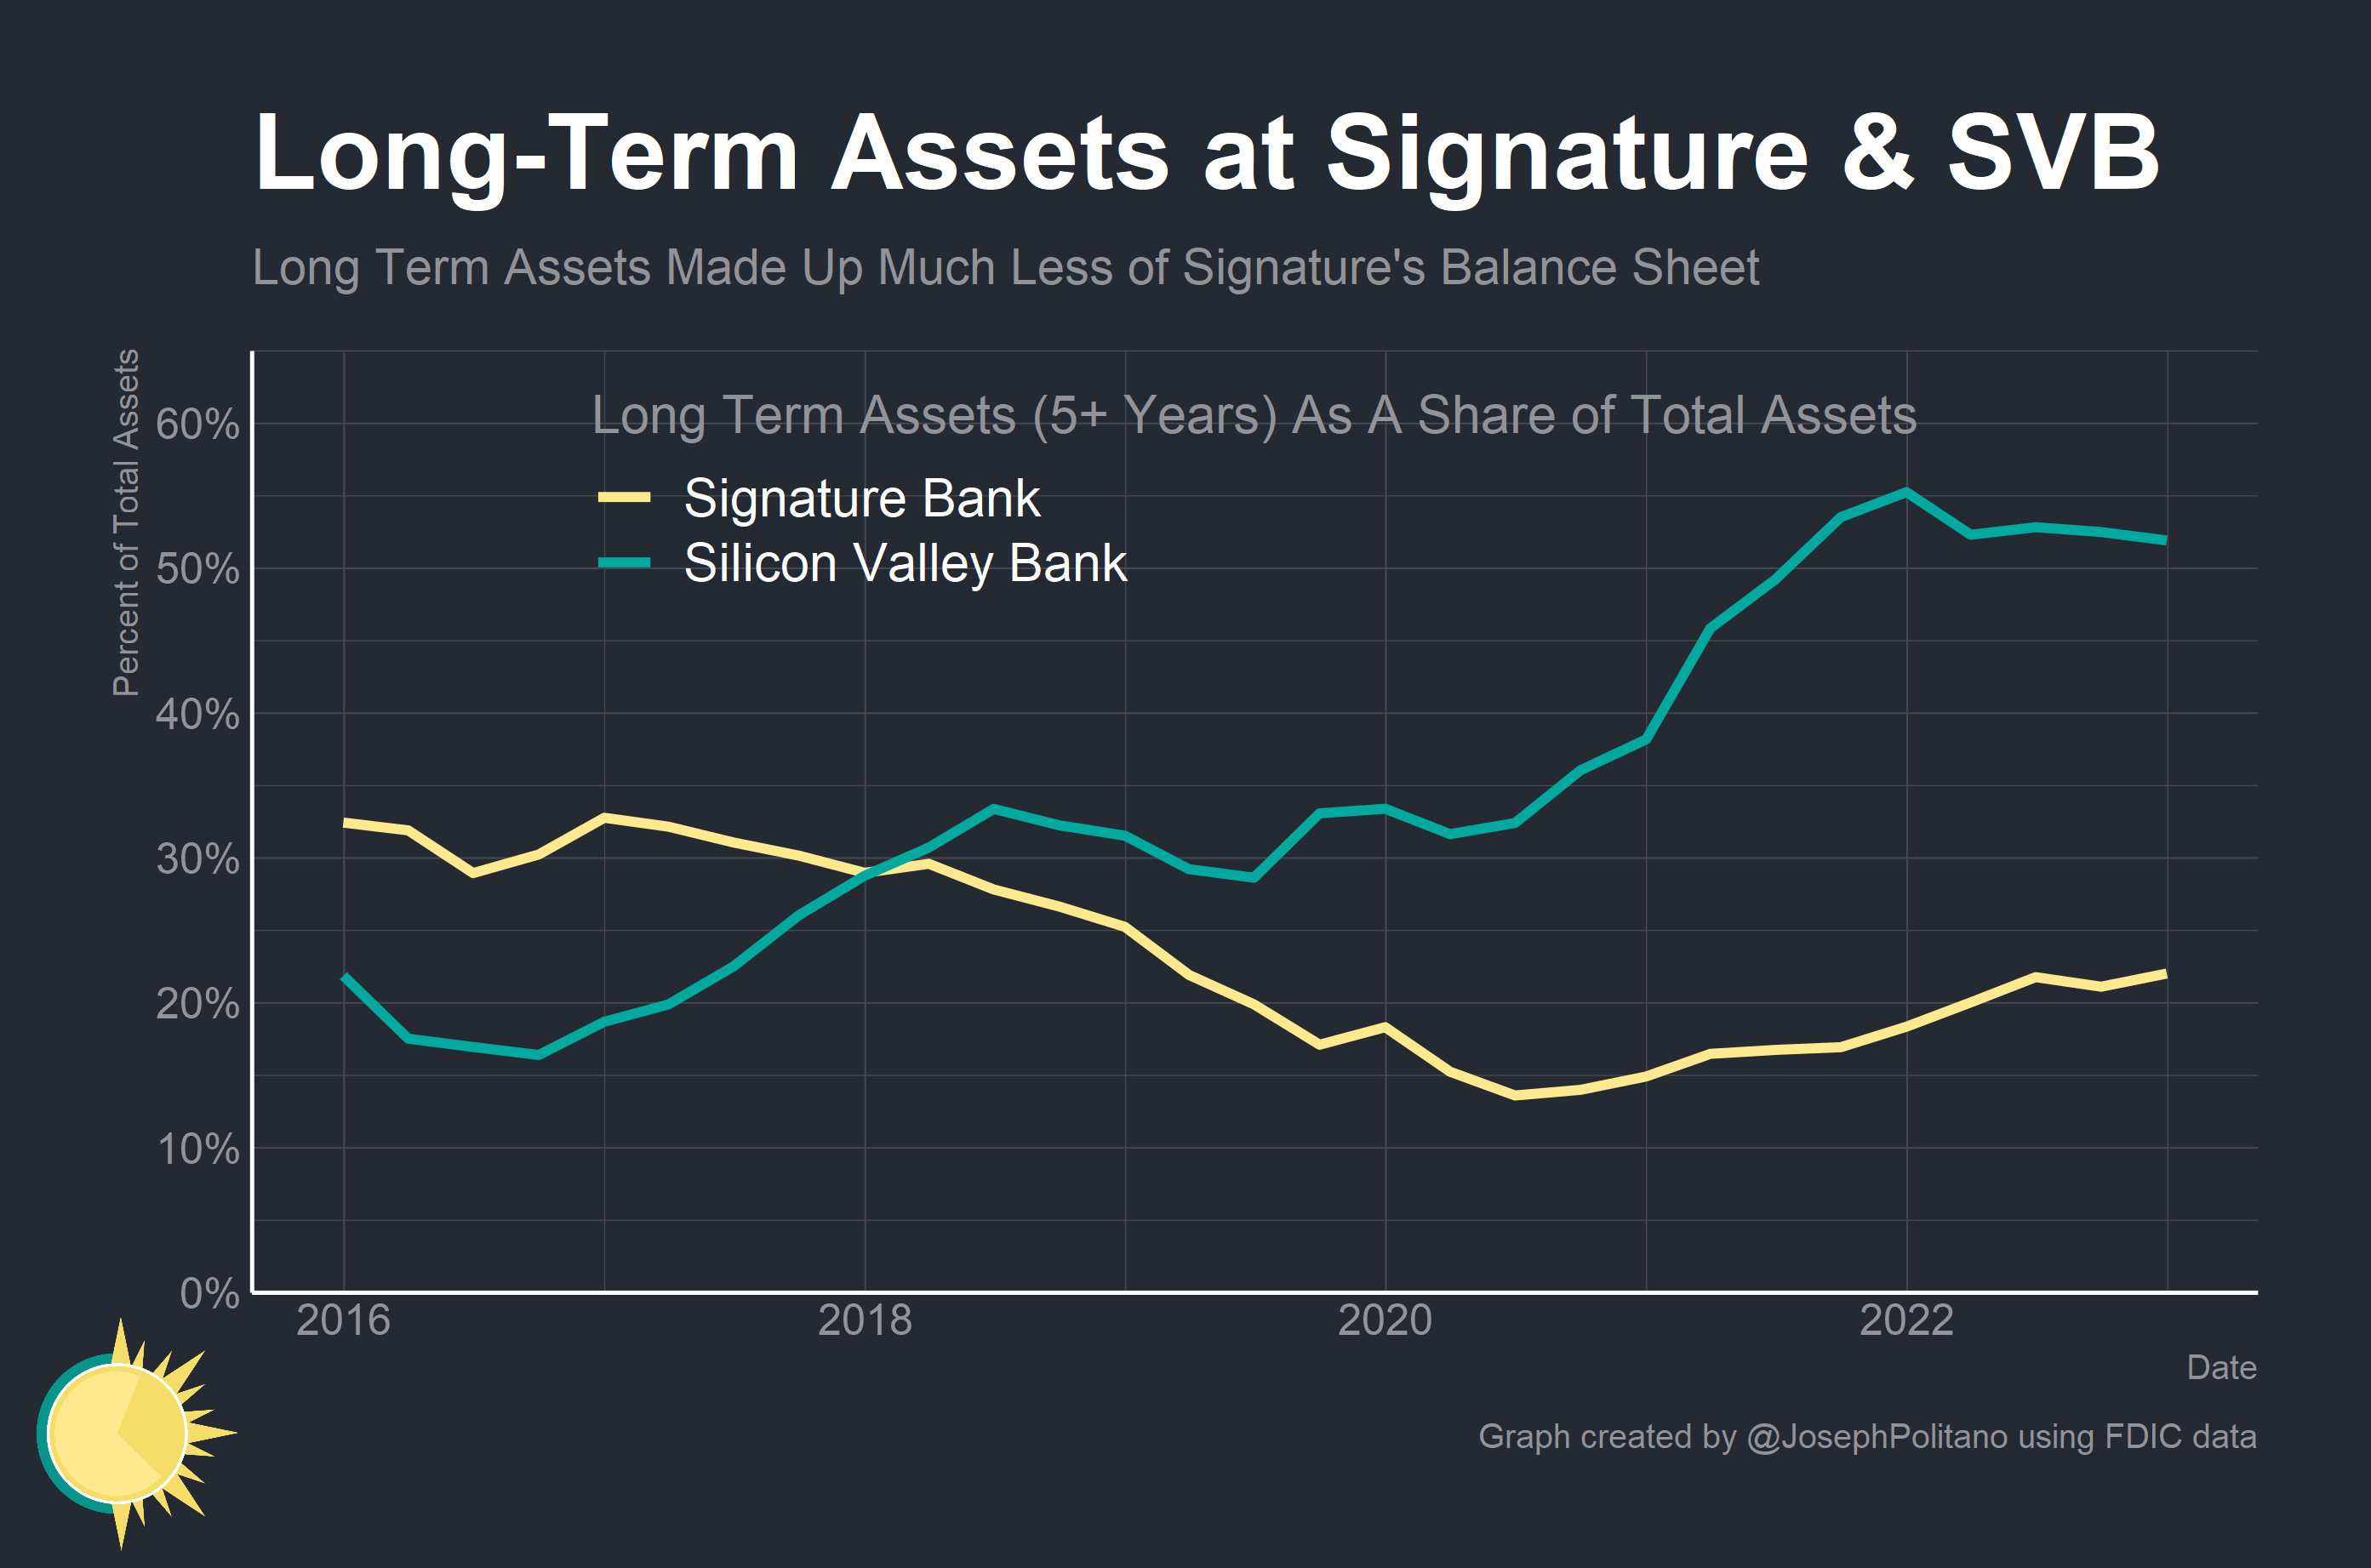 Long-Term Assets at Signature & SVB
Long Term Assets Made Up Much Less of Signature's Balance Sheet
Percent of Total Assets
Long Term Assets (5+ Years) As A Share of Total Assets
Signature Bank
Silicon Valley Bank
60%
50%
40%
30%
20%
10%
0%
2016 2018 2020 2022
Date
Graph created by @JosephPolitano using FDIC data